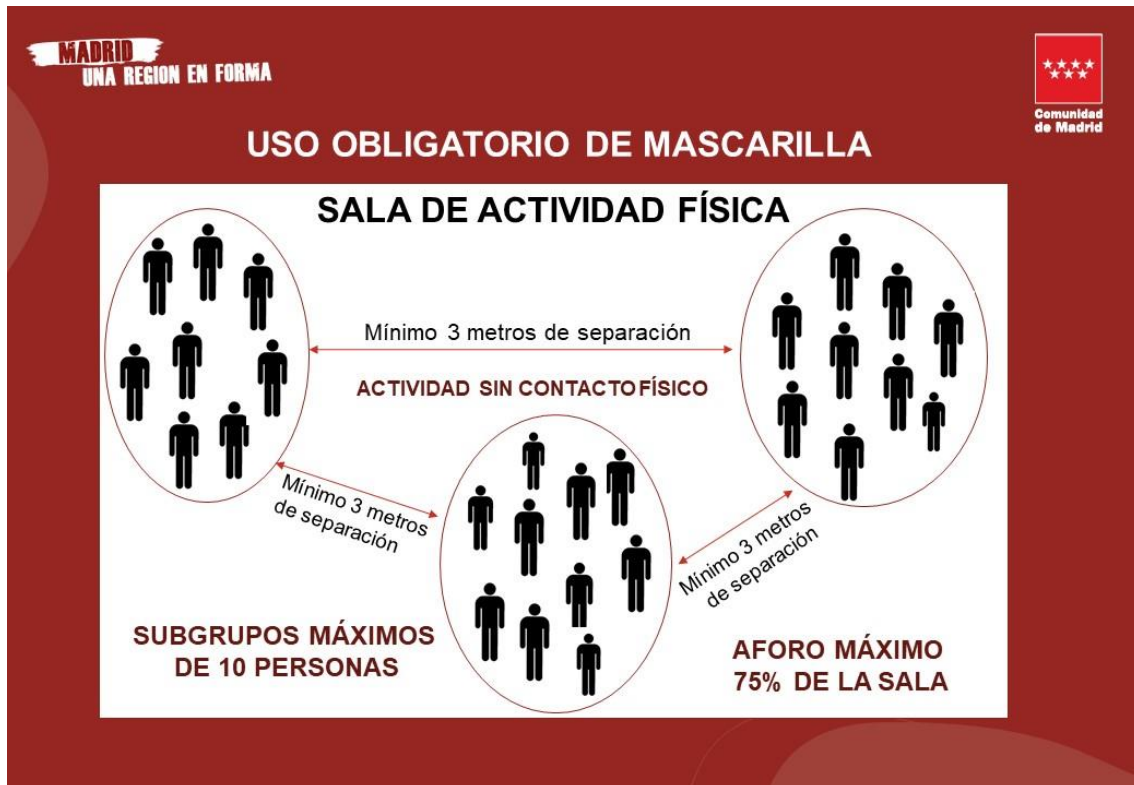 MADRID
UNA REGION EN FORMA
Comunidad
de Madrid
USO OBLIGATORIO DE MASCARILLA
SALA DE ACTIVIDAD FÍSICA
Mínimo 3 metros de separación
ACTIVIDAD SIN CONTACTO FÍSICO
Mínimo 3 metros
de separación
Mínimo 3 metros
de separación
SUBGRUPOS MÁXIMOS
DE 10 PERSONAS
AFORO MÁXIMO
75% DE LA SALA